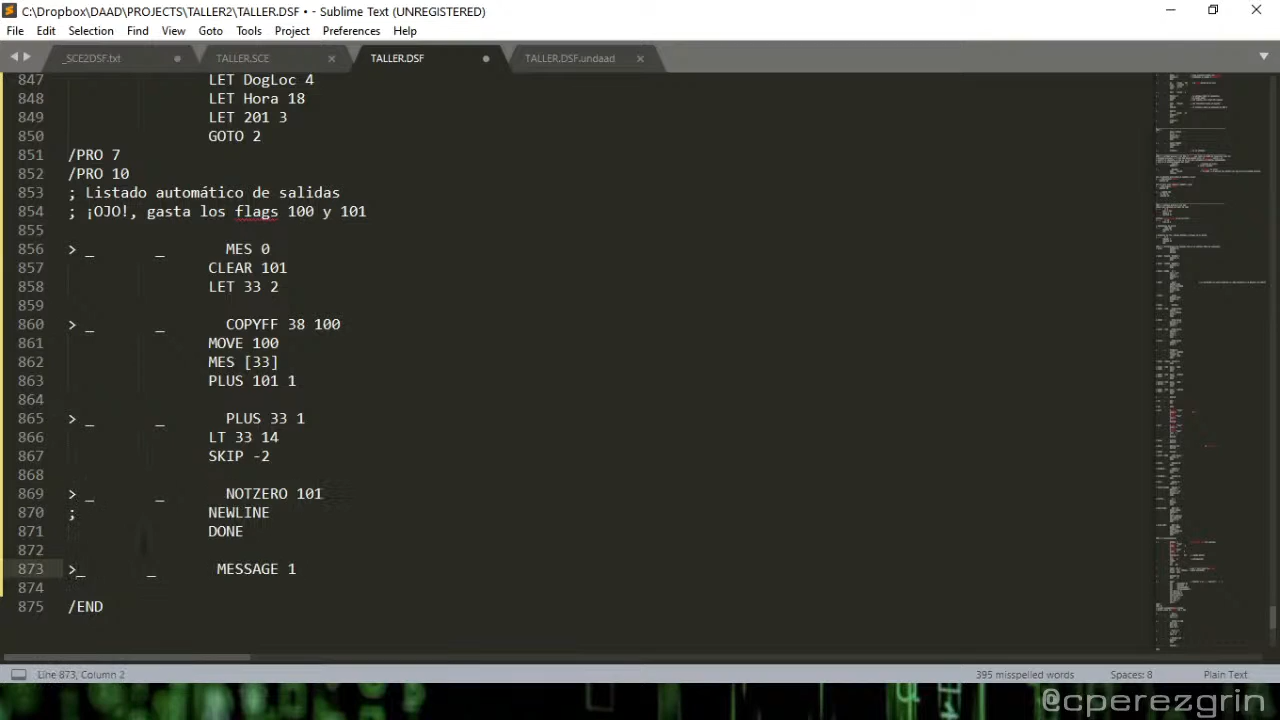 C:\Dropbox\DAAD\PROJECTS\TALLER2\TALLER.DSF • - Sublime Text (UNREGISTERED)
File Edit Selection Find View Goto Tools Project Preferences Help
_SCE2DSF.txt TALLER.SCE TALLER.DSF TALLER.DSF.undaad
847 LET DogLoc 4
848 LET Hora 18
849 LET 201 3
850 GOTO 2
851 /PRO 7
852 /PRO 10
853 ; Listado automático de salidas
854 ; ¡OJO!, gasta los flags 100 y 101
855
856 > _ _ MES 0
857 CLEAR 101
858 LET 33 2
859
860 > _ _ COPYFF 38 100
861 MOVE 100
862 MES [33]
863 PLUS 101 1
864
865 > _ _ PLUS 33 1
866 LT 33 14
867 SKIP -2
868
869 > _ _ NOTZERO 101
870 ; NEWLINE
871 DONE
872
873 >_ _ MESSAGE 1
874
875 /END
Line 873, Column 2 395 misspelled words Spaces: 8 Plain Text
@cperezgrin